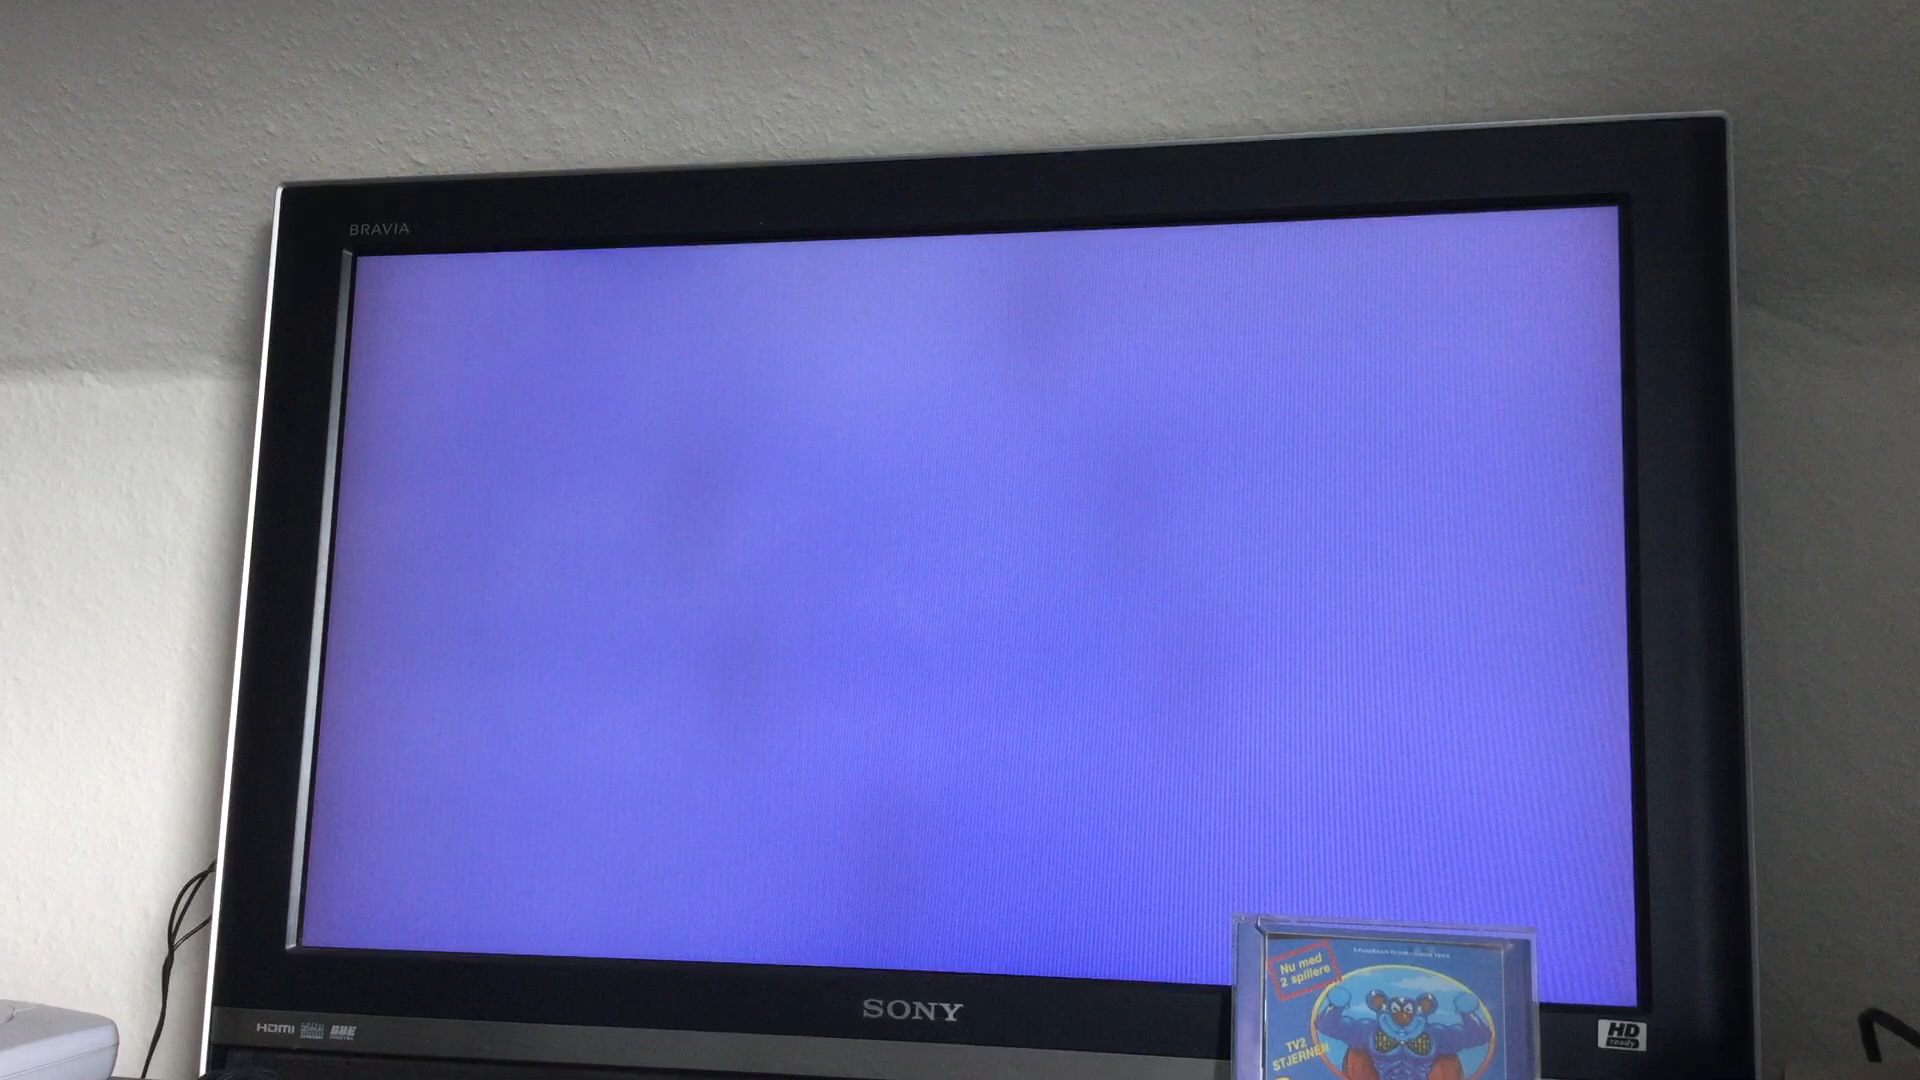 BRAVIA
SONY
HDMI
HD
ready
Nu med
2 spillere
TV2
STJERNEN